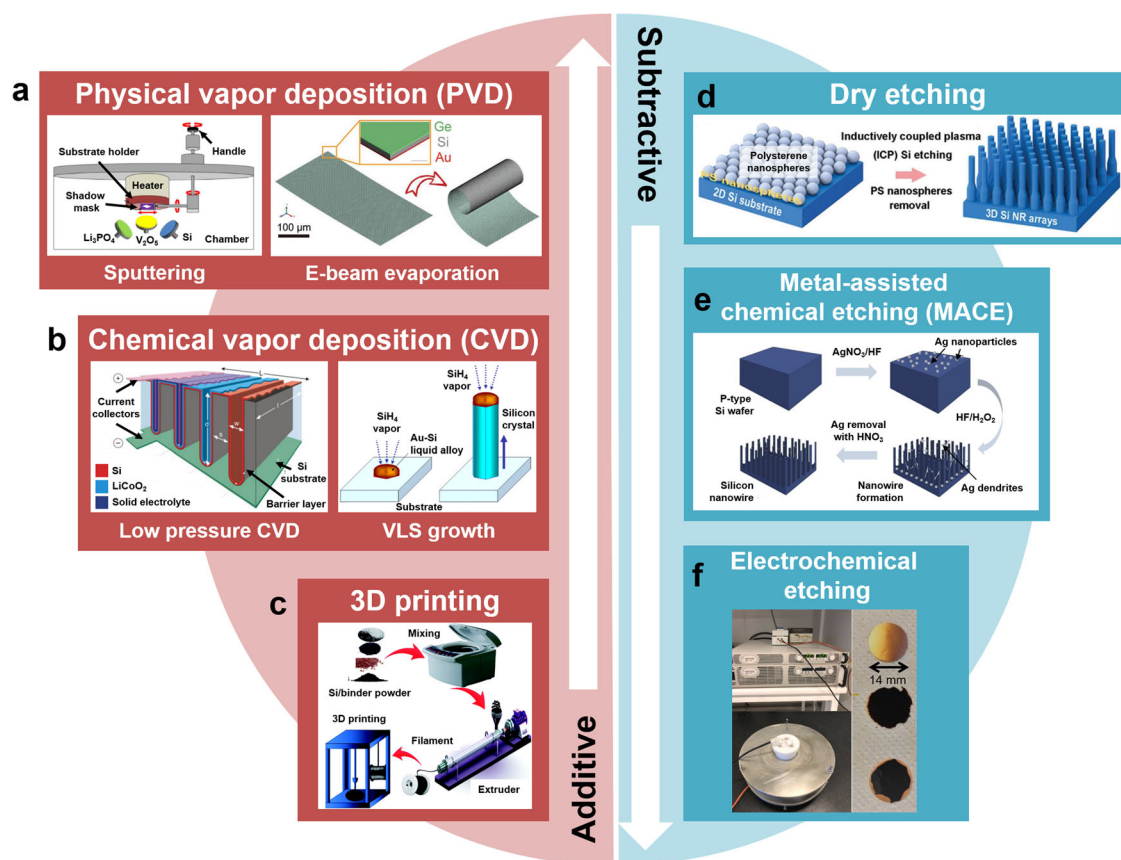 Subtractive
Additive
a
Physical vapor deposition (PVD)
Substrate holder
Handle
Heater
Shadow
mask
Li₃PO₄
V₂O₅
Si
Chamber
Sputtering
Ge
Si
Au
100 μm
E-beam evaporation
b
Chemical vapor deposition (CVD)
Current
collectors
L
w
Si
LiCoO₂
Solid electrolyte
Si
substrate
Barrier layer
Low pressure CVD
SiH₄
vapor
SiH₄
vapor
Au-Si
liquid alloy
Silicon
crystal
Substrate
VLS growth
c
3D printing
Mixing
Si/binder powder
3D printing
Filament
Extruder
d
Dry etching
Polysterene
nanospheres
PS nanosphetes
2D Si substrate
Inductively coupled plasma
(ICP) Si etching
PS nanospheres
removal
3D Si NR arrays
e
Metal-assisted
chemical etching (MACE)
AgNO₃/HF
Ag nanoparticles
P-type
Si wafer
HF/H₂O₂
Ag removal
with HNO₃
Silicon
nanowire
Nanowire
formation
Ag dendrites
f
Electrochemical
etching
14 mm